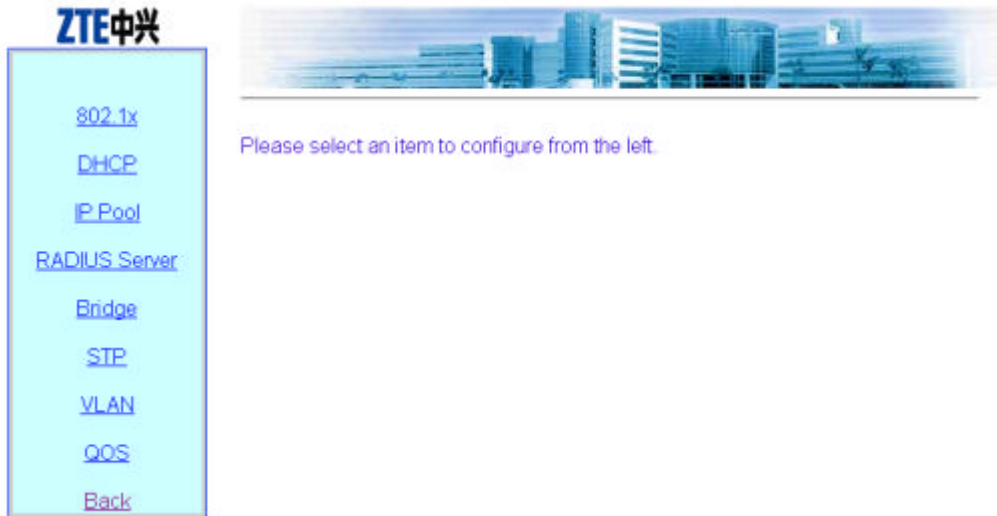 ZTE中兴
802.1x
DHCP
IP Pool
RADIUS Server
Bridge
STP
VLAN
QOS
Back
Please select an item to configure from the left.